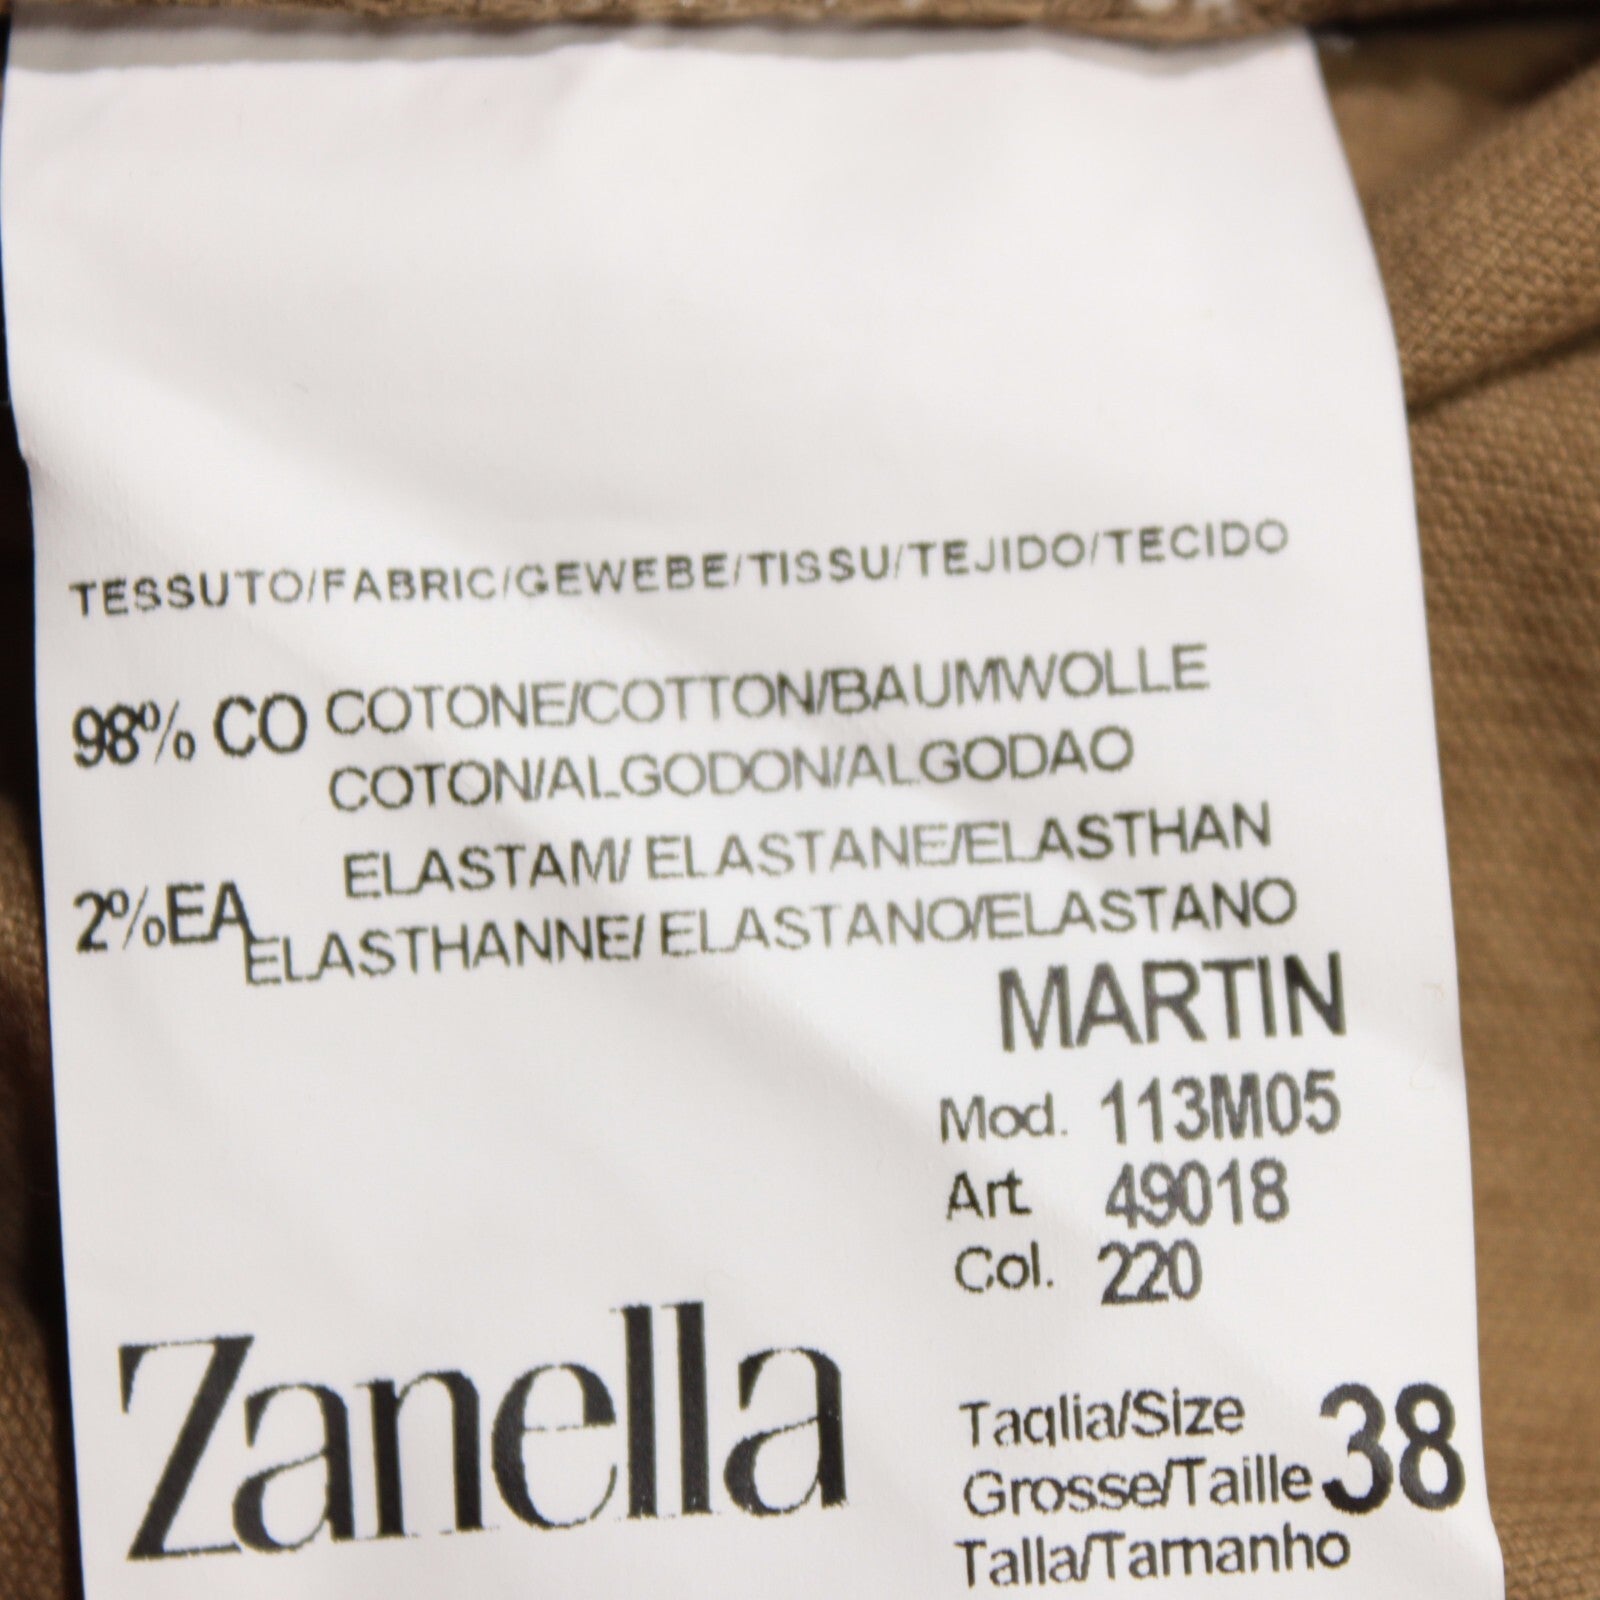 TESSUTO/FABRIC/GEWEBE/TISSU/TEJIDO/TECIDO
98% CO COTONE/COTTON/BAUMWOLLE
COTON/ALGODON/ALGODAO
ELASTAM/ ELASTANE/ELASTHAN
2%EA ELASTHANNE/ ELASTANO/ELASTANO
MARTIN
Mod. 113M05
Art. 49018
Col. 220
Zanella
Taglia/Size
Grosse/Taille 38
Talla/Tamanho